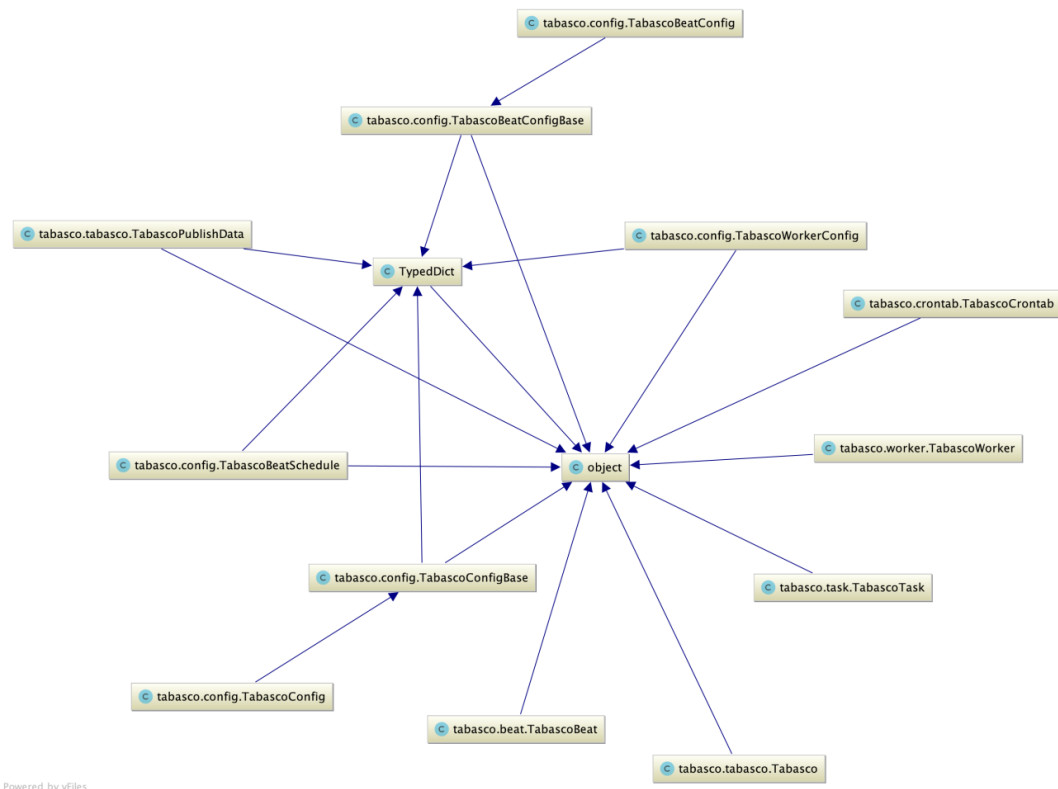 C tabasco.config.TabascoBeatConfig
C tabasco.config.TabascoBeatConfigBase
C tabasco.tabasco.TabascoPublishData
C tabasco.config.TabascoWorkerConfig
C TypedDict
C tabasco.crontab.TabascoCrontab
C tabasco.worker.TabascoWorker
C tabasco.config.TabascoBeatSchedule
C object
C tabasco.config.TabascoConfigBase
C tabasco.task.TabascoTask
C tabasco.config.TabascoConfig
C tabasco.beat.TabascoBeat
C tabasco.tabasco.Tabasco
Powered by yFiles